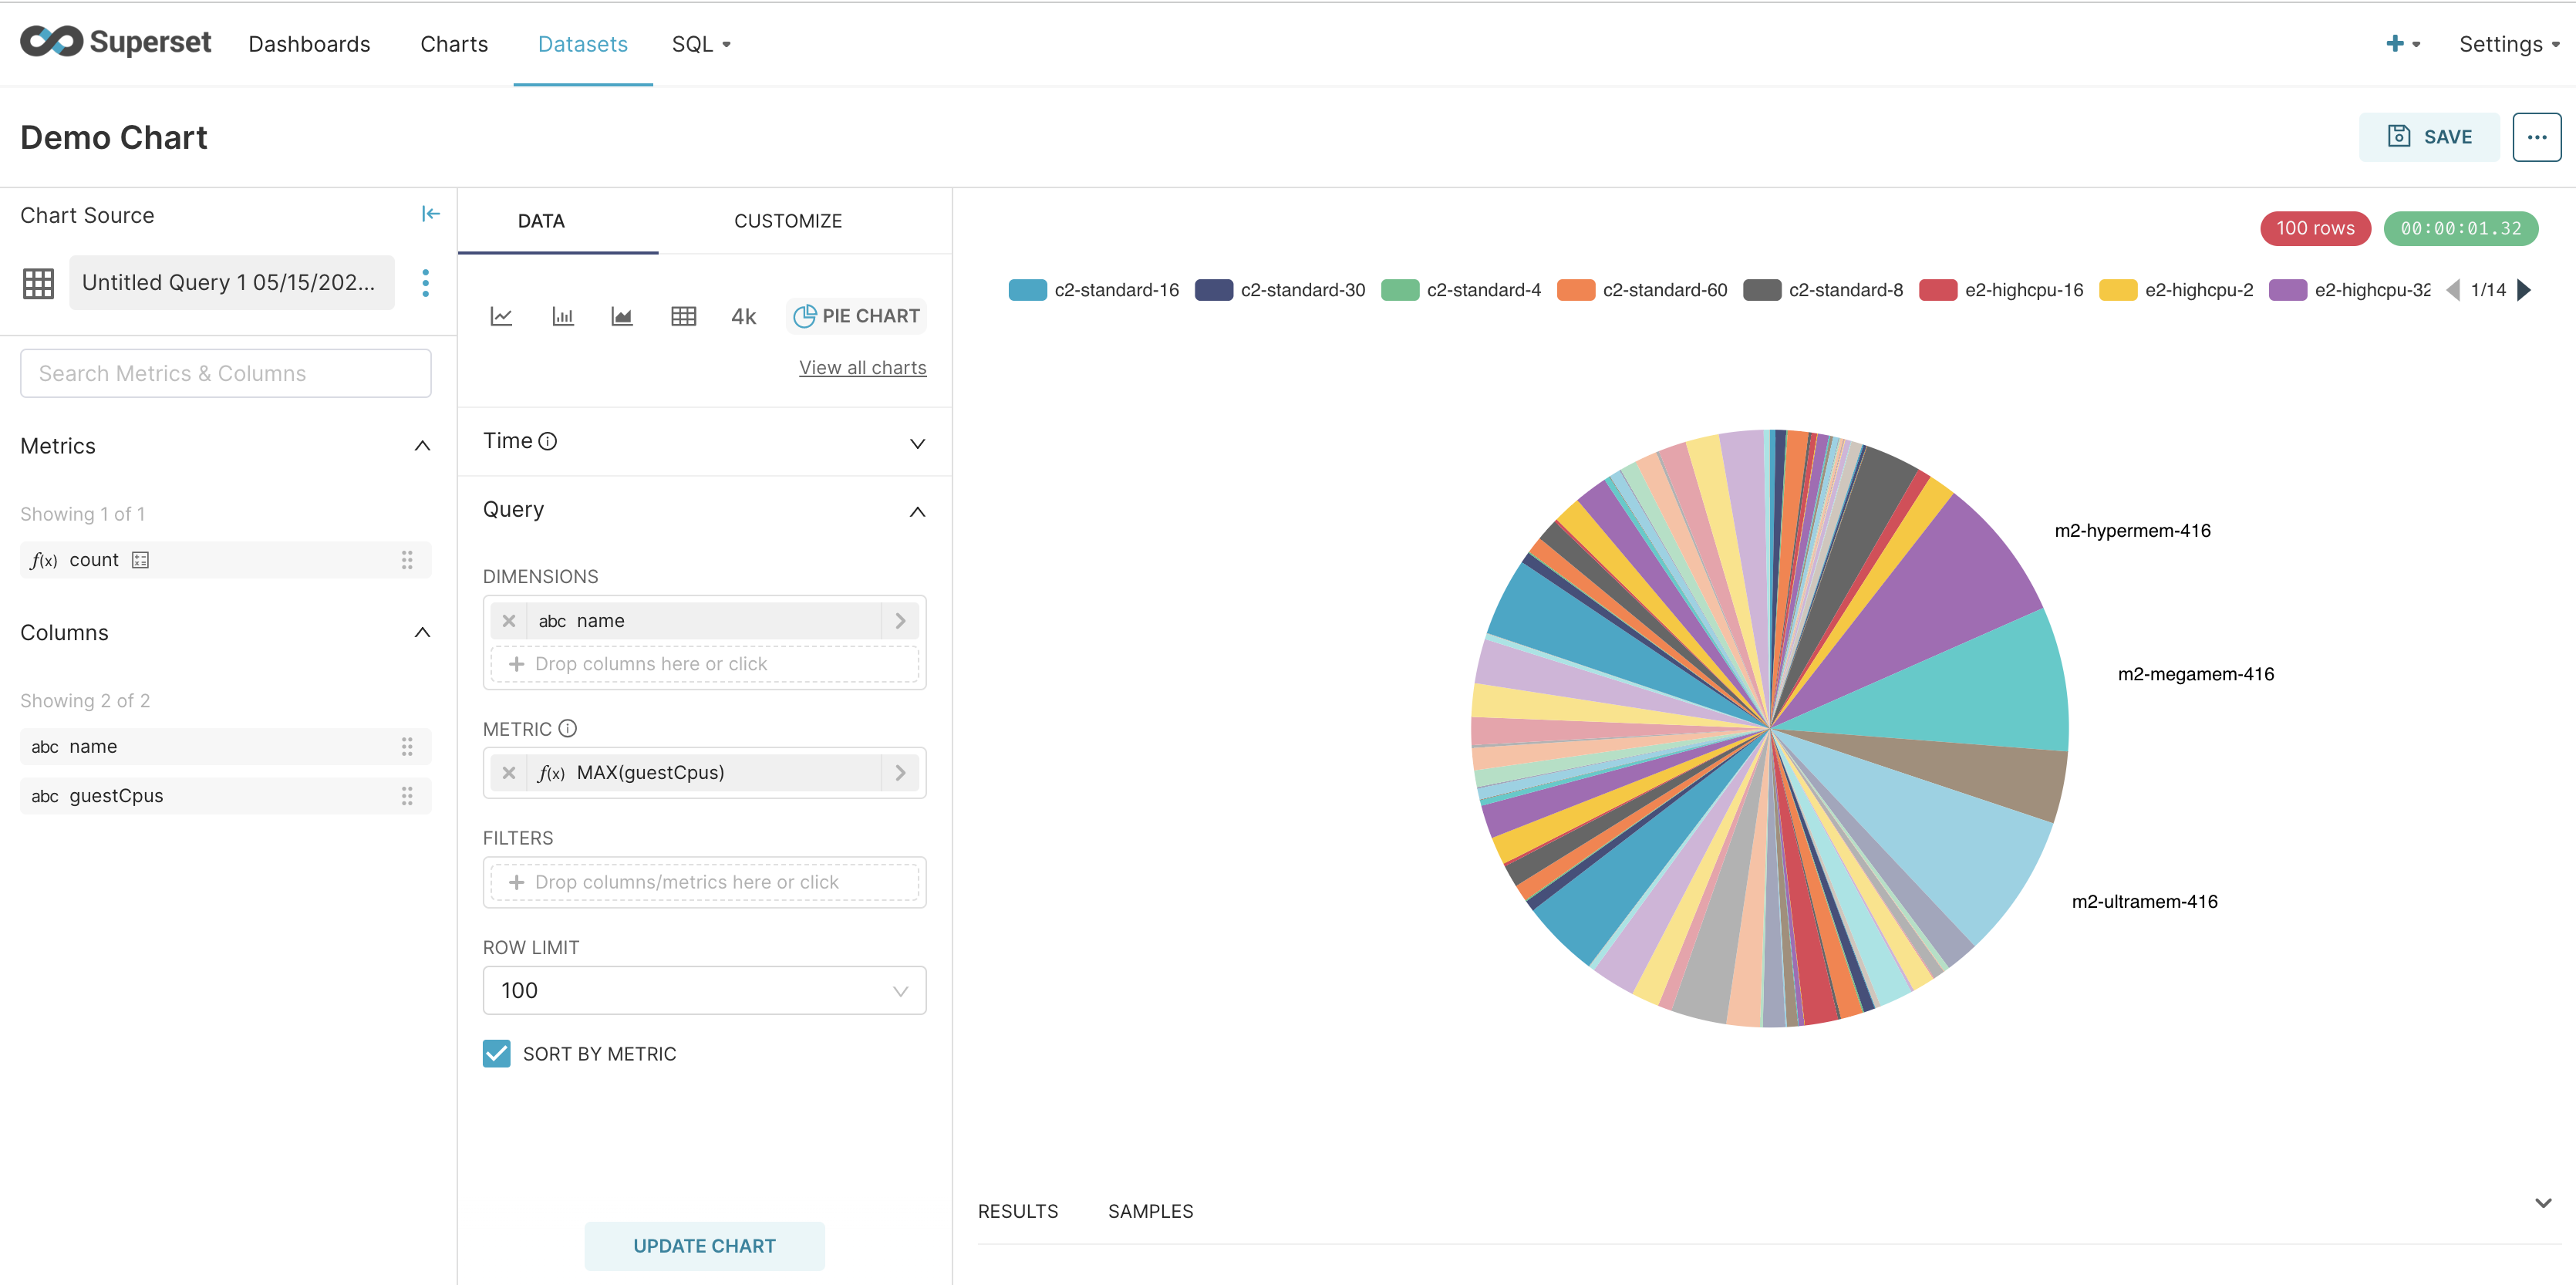 Superset Dashboards Charts Datasets SQL Settings
Demo Chart
SAVE
Chart Source
Untitled Query 1 05/15/202...
Search Metrics & Columns
Metrics
Showing 1 of 1
f(x) count
Columns
Showing 2 of 2
abc name
abc guestCpus
DATA CUSTOMIZE
4k PIE CHART
View all charts
Time
Query
DIMENSIONS
abc name
Drop columns here or click
METRIC
f(x) MAX(guestCpus)
FILTERS
Drop columns/metrics here or click
ROW LIMIT
100
SORT BY METRIC
UPDATE CHART
100 rows 00:00:01.32
c2-standard-16 c2-standard-30 c2-standard-4 c2-standard-60 c2-standard-8 e2-highcpu-16 e2-highcpu-2 e2-highcpu-32 1/14
m2-hypermem-416
m2-megamem-416
m2-ultramem-416
RESULTS SAMPLES